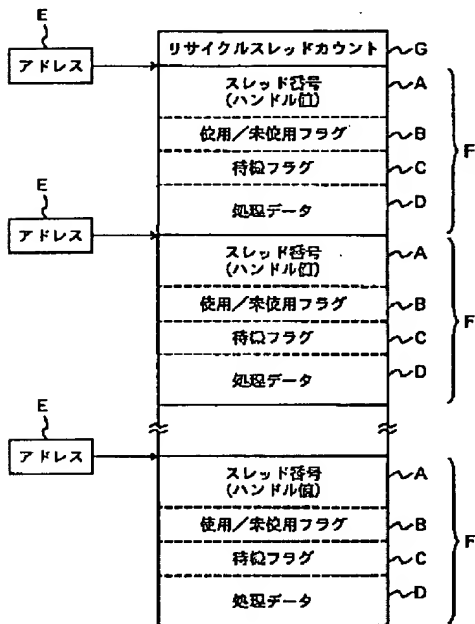 E
アドレス
リサイクルスレッドカウント
G
スレッド番号
(ハンドル値)
A
使用/未使用フラグ
B
待機フラグ
C
処理データ
D
F
E
アドレス
スレッド番号
(ハンドル値)
A
使用/未使用フラグ
B
待機フラグ
C
処理データ
D
F
E
アドレス
スレッド番号
(ハンドル値)
A
使用/未使用フラグ
B
待機フラグ
C
処理データ
D
F